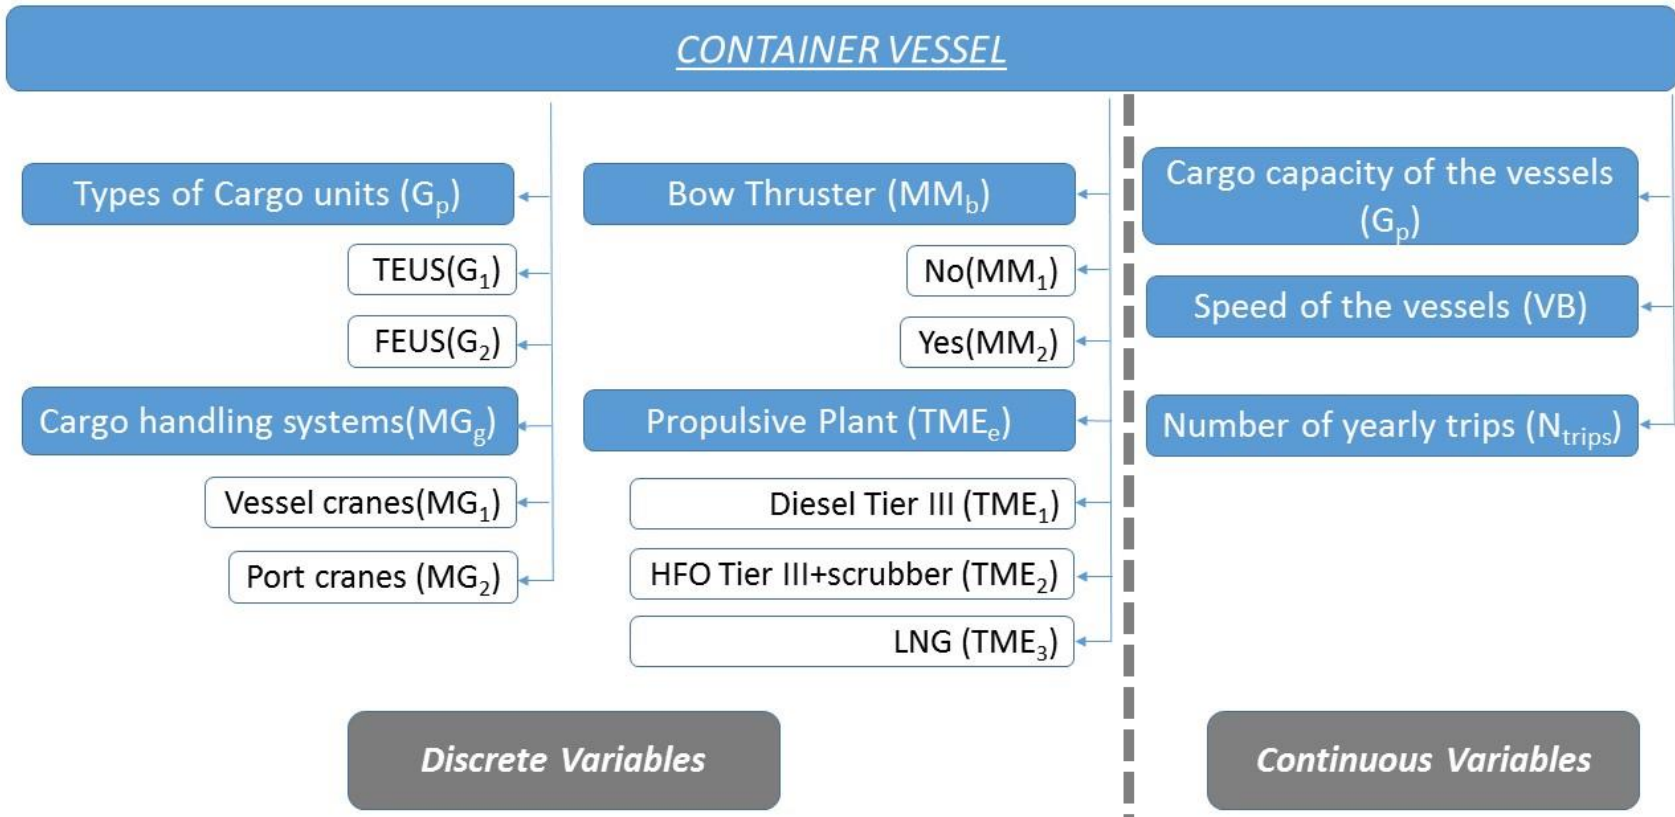 CONTAINER VESSEL
Types of Cargo units (Gₚ)
TEUS(G₁)
FEUS(G₂)
Cargo handling systems(MG_g)
Vessel cranes(MG₁)
Port cranes (MG₂)
Bow Thruster (MM_b)
No(MM₁)
Yes(MM₂)
Propulsive Plant (TMEₑ)
Diesel Tier III (TME₁)
HFO Tier III+scrubber (TME₂)
LNG (TME₃)
Cargo capacity of the vessels
(Gₚ)
Speed of the vessels (VB)
Number of yearly trips (Nₜᵣᵢₚₛ)
Discrete Variables
Continuous Variables